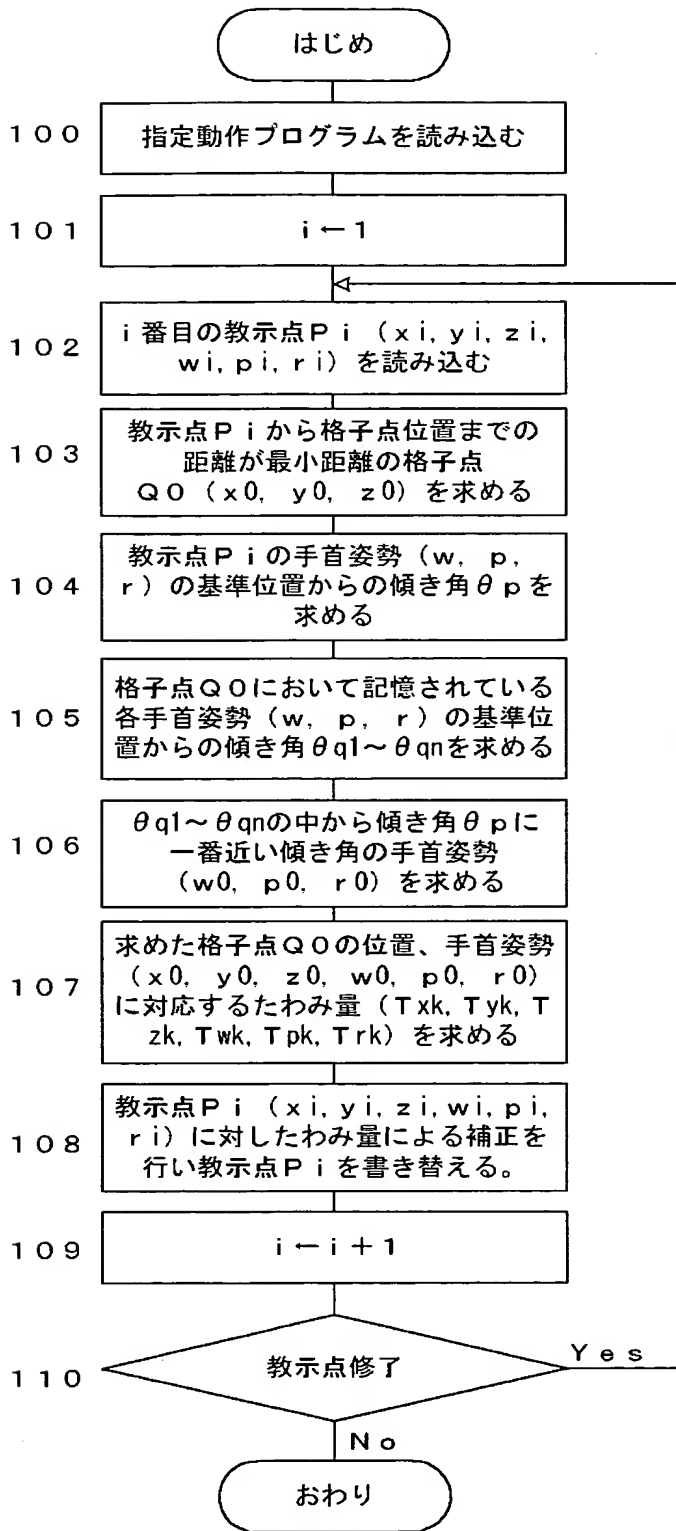 はじめ
100
指定動作プログラムを読み込む
101
i←1
102
i番目の教示点Pi (xi, yi, zi,
wi, pi, ri) を読み込む
103
教示点Piから格子点位置までの
距離が最小距離の格子点
Q0 (x0, y0, z0) を求める
104
教示点Piの手首姿勢 (w, p,
r) の基準位置からの傾き角θpを
求める
105
格子点Q0において記憶されている
各手首姿勢 (w, p, r) の基準位
置からの傾き角θq1~θqnを求める
106
θq1~θqnの中から傾き角θpに
一番近い傾き角の手首姿勢
(w0, p0, r0) を求める
107
求めた格子点Q0の位置、手首姿勢
(x0, y0, z0, w0, p0, r0)
に対応するたわみ量 (Txk, Tyk, T
zk, Twk, Tpk, Trk) を求める
108
教示点Pi (xi, yi, zi, wi, pi,
ri) に対したわみ量による補正を
行い教示点Piを書き替える。
109
i←i+1
110
教示点修了
Yes
No
おわり